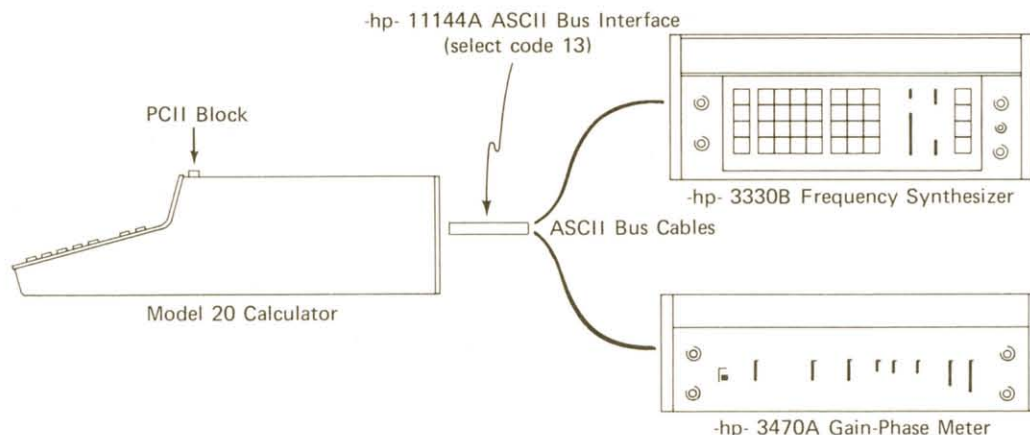 -hp- 11144A ASCII Bus Interface
(select code 13)
PCII Block
-hp- 3330B Frequency Synthesizer
ASCII Bus Cables
Model 20 Calculator
-hp- 3470A Gain-Phase Meter